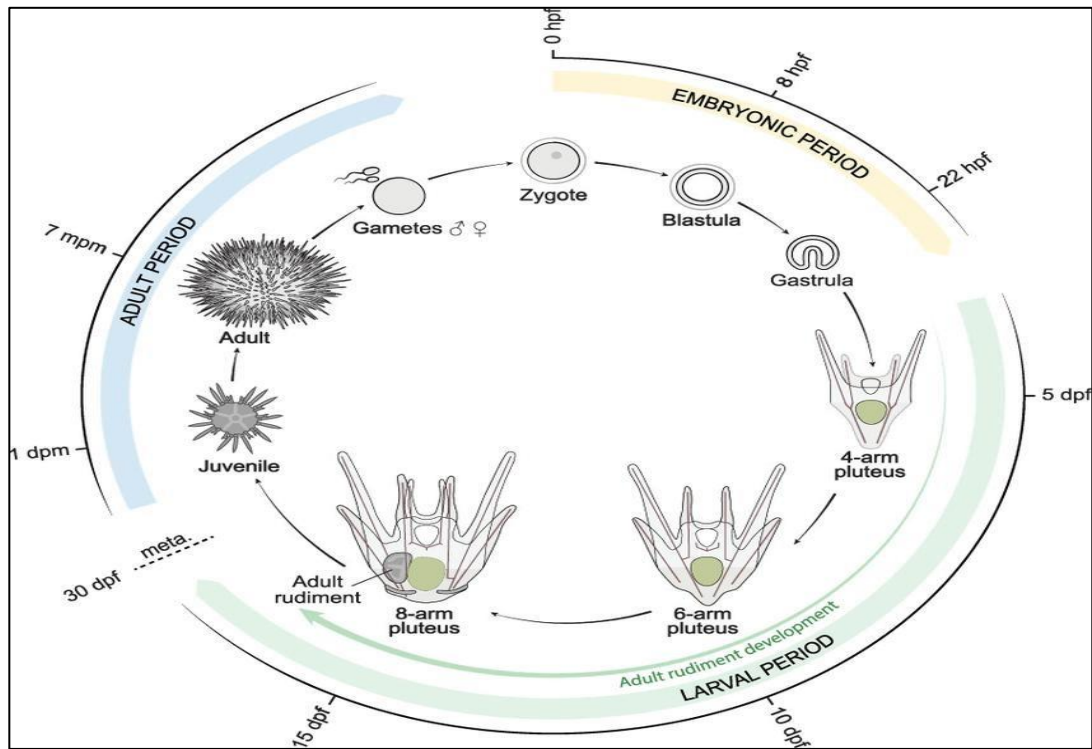 0 hpf
8 hpf
EMBRYONIC PERIOD
22 hpf
Zygote
Blastula
Gastrula
Gametes ♂ ♀
7 mpm
ADULT PERIOD
Adult
4-arm
pluteus
5 dpf
1 dpm
Juvenile
meta.
30 dpf
Adult
rudiment
8-arm
pluteus
6-arm
pluteus
Adult rudiment development
LARVAL PERIOD
15 dpf
10 dpf